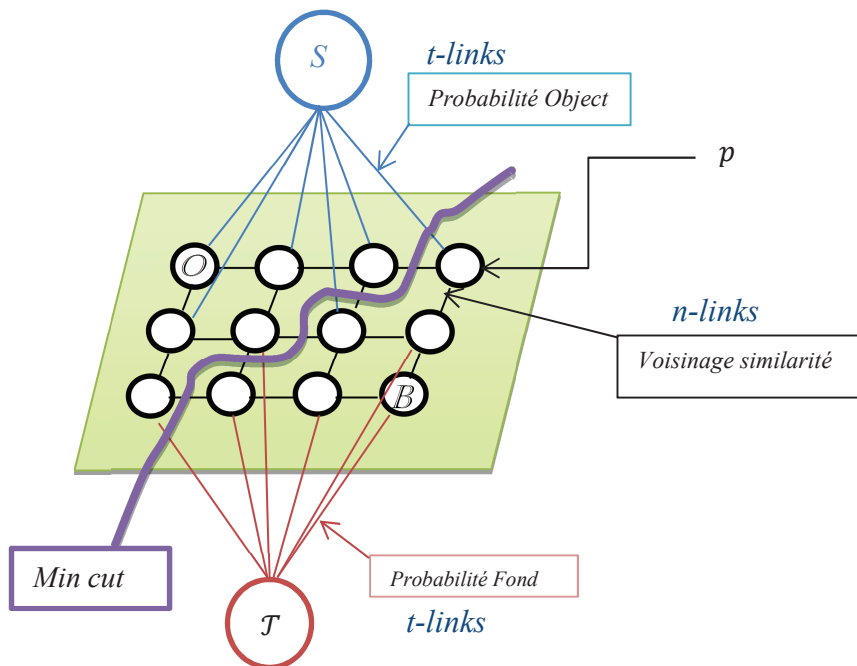 S
t-links
Probabilité Object
p
O
n-links
Voisinage similarité
B
Min cut
Probabilité Fond
T
t-links